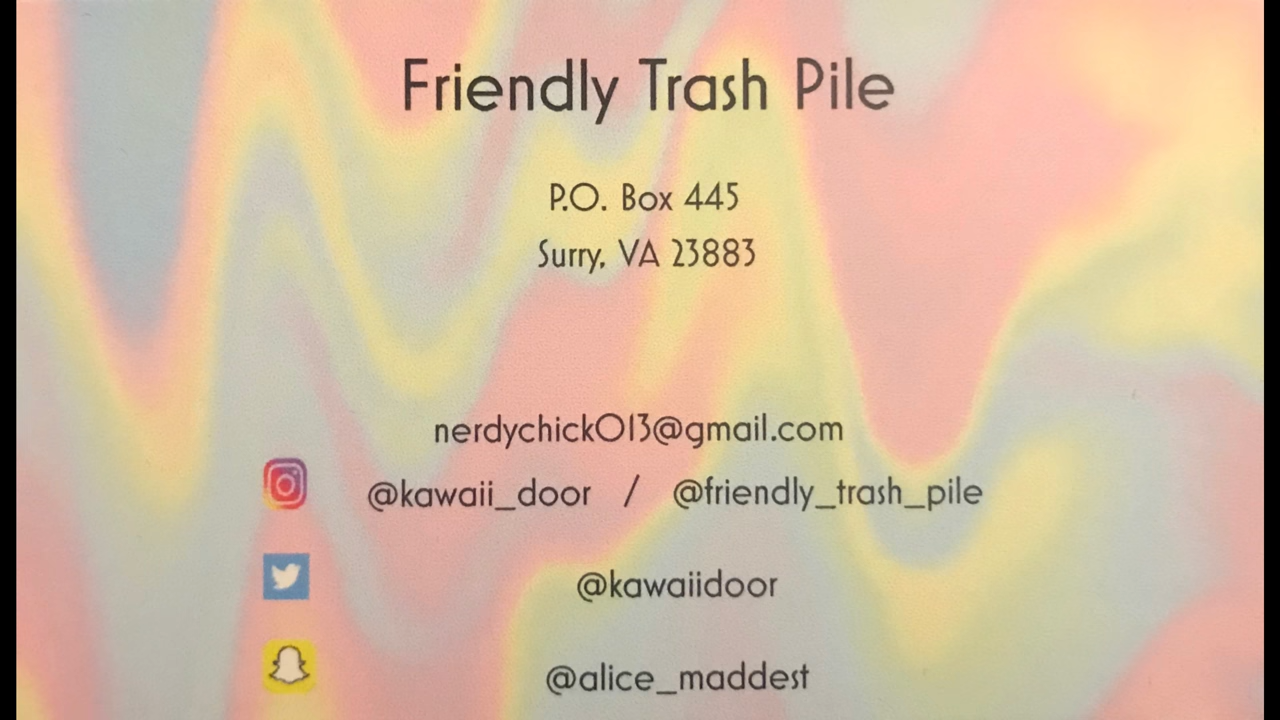 Friendly Trash Pile
P.O. Box 445
Surry, VA 23883
nerdychick013@gmail.com
@kawaii_door / @friendly_trash_pile
@kawaiidoor
@alice_maddest